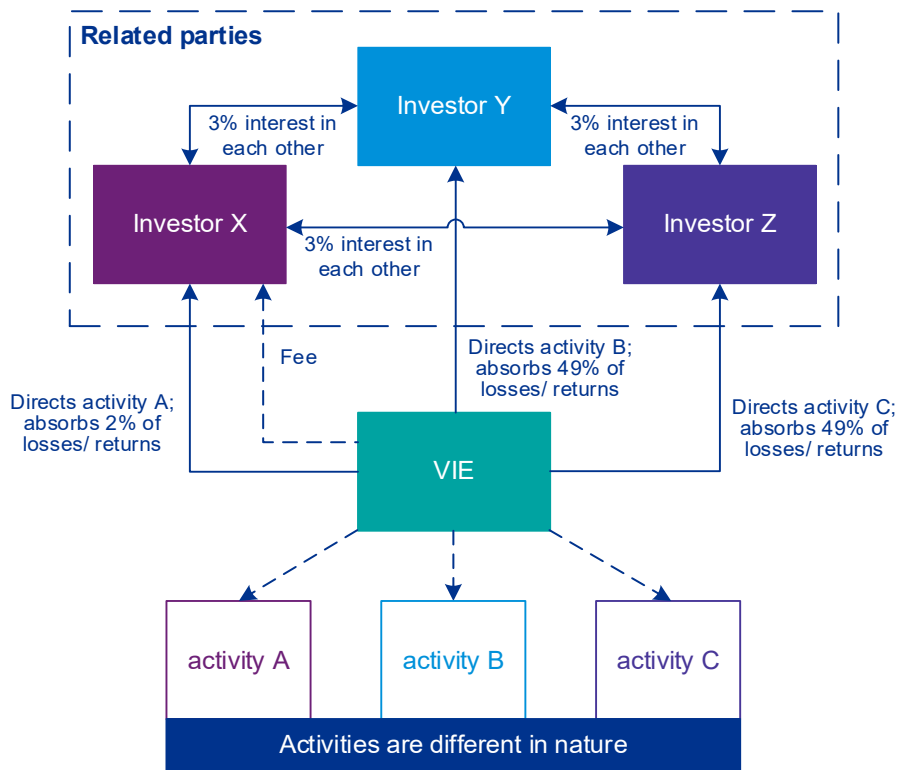 Related parties
Investor Y
3% interest in
each other
3% interest in
each other
Investor X
Investor Z
3% interest in
each other
Fee
Directs activity B;
absorbs 49% of
losses/ returns
Directs activity A;
absorbs 2% of
losses/ returns
Directs activity C;
absorbs 49% of
losses/ returns
VIE
activity A
activity B
activity C
Activities are different in nature